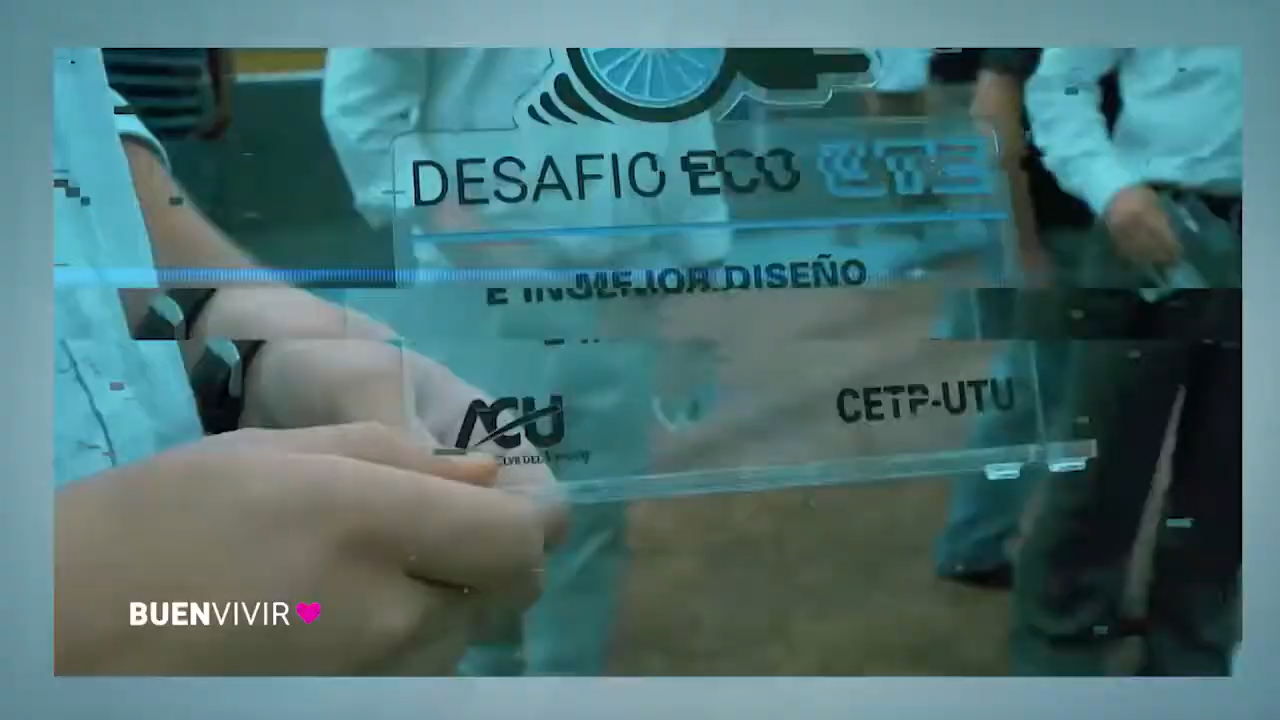 DESAFIO ECO
MEJOR DISEÑO
ACU
CETP-UTU
BUENVIVIR